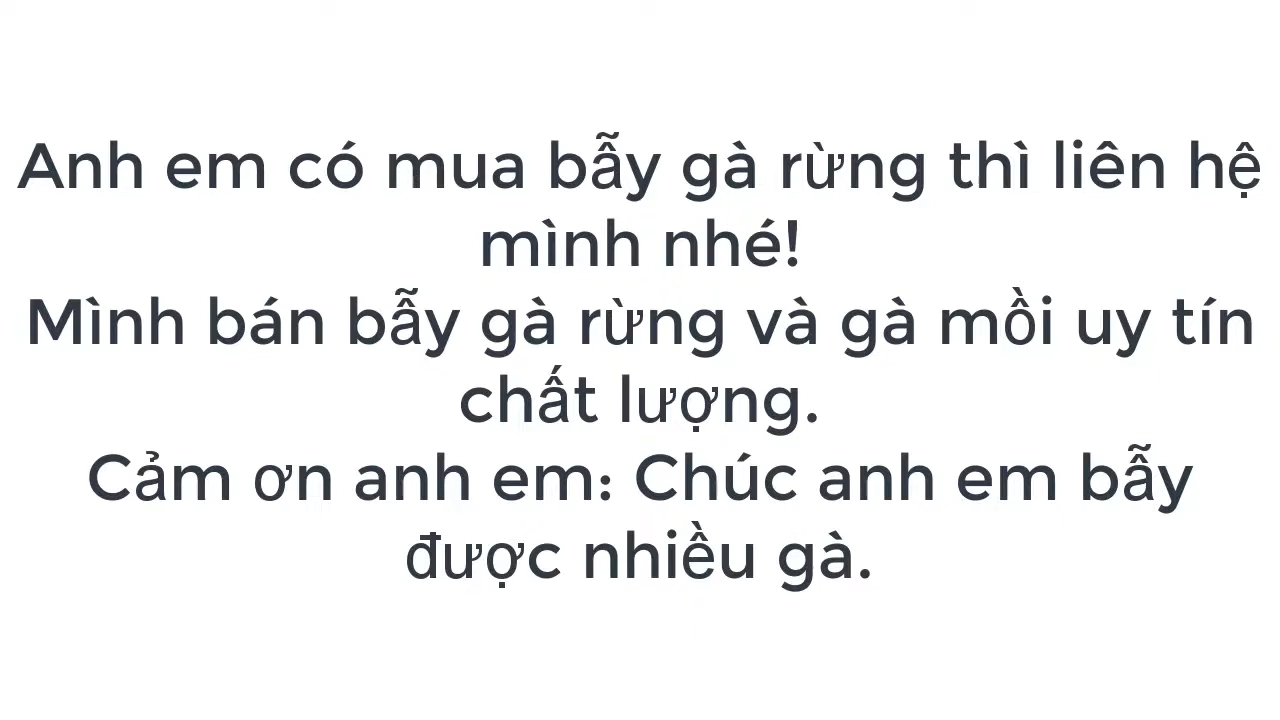 Anh em có mua bẫy gà rừng thì liên hệ
mình nhé!
Mình bán bẫy gà rừng và gà mồi uy tín
chất lượng.
Cảm ơn anh em: Chúc anh em bẫy
được nhiều gà.